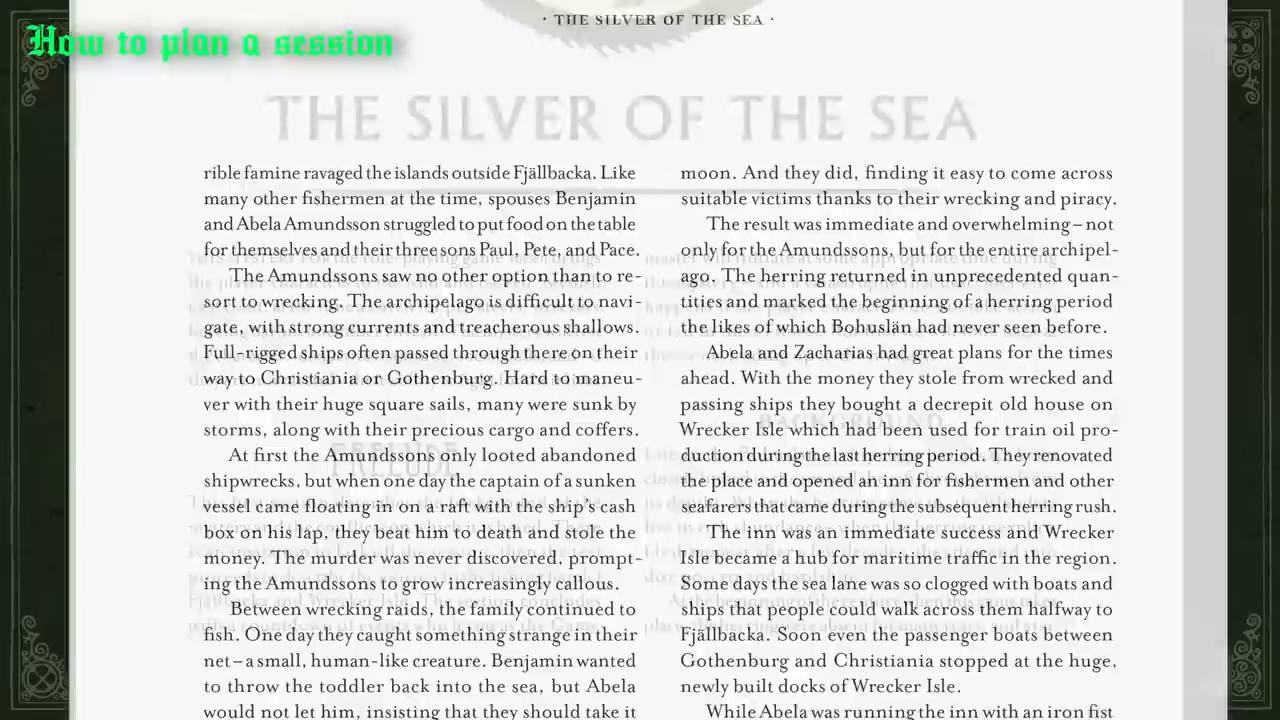 · THE SILVER OF THE SEA ·
How to plan a session
THE SILVER OF THE SEA
rible famine ravaged the islands outside Fjällbacka. Like
many other fishermen at the time, spouses Benjamin
and Abela Amundsson struggled to put food on the table
for themselves and their three sons Paul, Pete, and Pace.
The Amundssons saw no other option than to re-
sort to wrecking. The archipelago is difficult to navi-
gate, with strong currents and treacherous shallows.
Full-rigged ships often passed through there on their
way to Christiania or Gothenburg. Hard to maneu-
ver with their huge square sails, many were sunk by
storms, along with their precious cargo and coffers.
At first the Amundssons only looted abandoned
shipwrecks, but when one day the captain of a sunken
vessel came floating in on a raft with the ship's cash
box on his lap, they beat him to death and stole the
money. The murder was never discovered, prompt-
ing the Amundssons to grow increasingly callous.
Between wrecking raids, the family continued to
fish. One day they caught something strange in their
net – a small, human-like creature. Benjamin wanted
to throw the toddler back into the sea, but Abela
would not let him, insisting that they should take it
moon. And they did, finding it easy to come across
suitable victims thanks to their wrecking and piracy.
The result was immediate and overwhelming – not
only for the Amundssons, but for the entire archipel-
ago. The herring returned in unprecedented quan-
tities and marked the beginning of a herring period
the likes of which Bohuslän had never seen before.
Abela and Zacharias had great plans for the times
ahead. With the money they stole from wrecked and
passing ships they bought a decrepit old house on
Wrecker Isle which had been used for train oil pro-
duction during the last herring period. They renovated
the place and opened an inn for fishermen and other
seafarers that came during the subsequent herring rush.
The inn was an immediate success and Wrecker
Isle became a hub for maritime traffic in the region.
Some days the sea lane was so clogged with boats and
ships that people could walk across them halfway to
Fjällbacka. Soon even the passenger boats between
Gothenburg and Christiania stopped at the huge,
newly built docks of Wrecker Isle.
While Abela was running the inn with an iron fist
PRELUDE
BACKGROUND